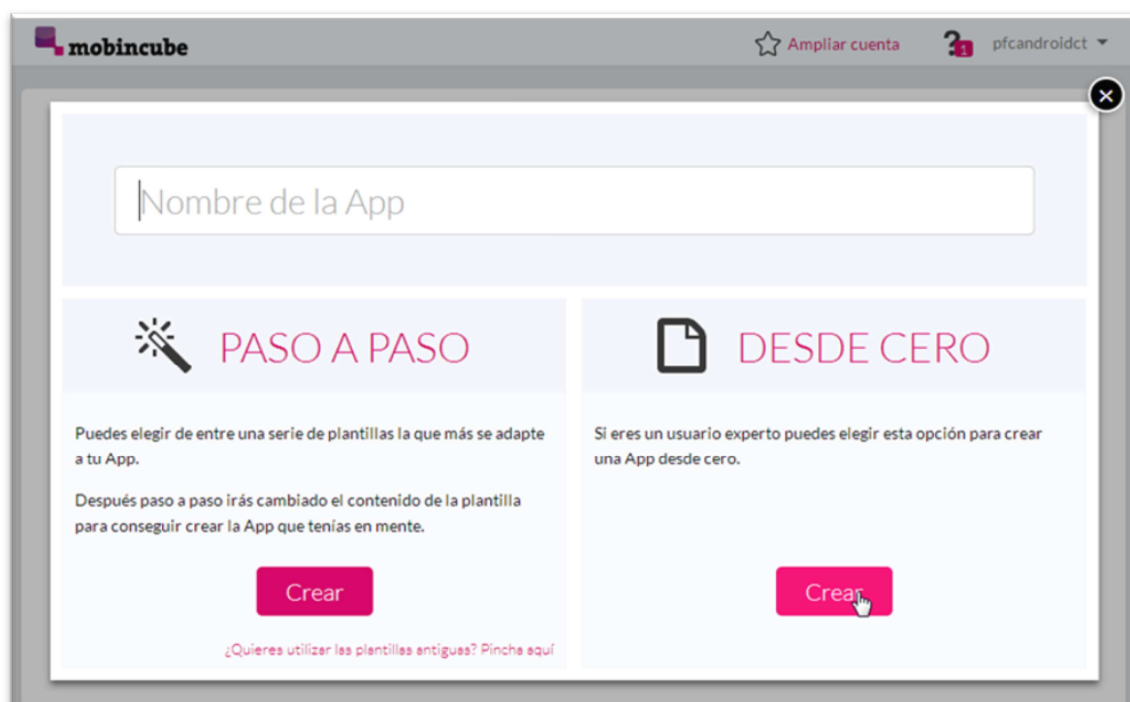 mobincube
Ampliar cuenta
?1
pfcandroidct
Nombre de la App
PASO A PASO
Puedes elegir de entre una serie de plantillas la que más se adapte
a tu App.
Después paso a paso irás cambiado el contenido de la plantilla
para conseguir crear la App que tenías en mente.
Crear
¿Quieres utilizar las plantillas antiguas? Pincha aquí
DESDE CERO
Si eres un usuario experto puedes elegir esta opción para crear
una App desde cero.
Crear